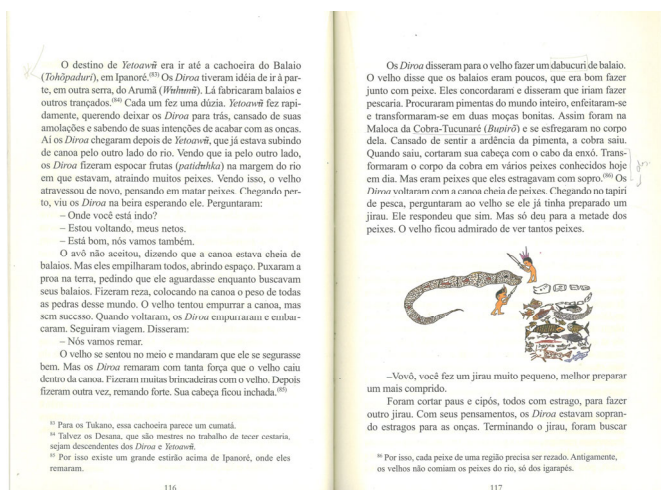 O destino de Yetoawʉ̃ era ir até a cachoeira do Balaio
(Tohõpaduri), em Ipanoré.(83) Os Diroa tiveram idéia de ir à par-
te, em outra serra, do Arumã (Wʉhʉnʉ̃). Lá fabricaram balaios e
outros trançados.(84) Cada um fez uma dúzia. Yetoawʉ̃ fez rapi-
damente, querendo deixar os Diroa para trás, cansado de suas
amolações e sabendo de suas intenções de acabar com as onças.
Aí os Diroa chegaram depois de Yetoawʉ̃, que já estava subindo
de canoa pelo outro lado do rio. Vendo que ia pelo outro lado,
os Diroa fizeram espocar frutas (patiduhka) na margem do rio
em que estavam, atraindo muitos peixes. Vendo isso, o velho
atravessou de novo, pensando em matar peixes. Chegando per-
to, viu os Diroa na beira esperando ele. Perguntaram:
– Onde você está indo?
– Estou voltando, meus netos.
– Está bom, nós vamos também.
O avô não aceitou, dizendo que a canoa estava cheia de
balaios. Mas eles empilharam todos, abrindo espaço. Puxaram a
proa na terra, pedindo que ele aguardasse enquanto buscavam
seus balaios. Fizeram reza, colocando na canoa o peso de todas
as pedras desse mundo. O velho tentou empurrar a canoa, mas
sem sucesso. Quando voltaram, os Diroa empurraram e embar-
caram. Seguiram viagem. Disseram:
– Nós vamos remar.
O velho se sentou no meio e mandaram que ele se segurasse
bem. Mas os Diroa remaram com tanta força que o velho caiu
dentro da canoa. Fizeram muitas brincadeiras com o velho. Depois
fizeram outra vez, remando forte. Sua cabeça ficou inchada.(85)
83 Para os Tukano, essa cachoeira parece um cumatá.
84 Talvez os Desana, que são mestres no trabalho de tecer cestaria,
sejam descendentes dos Diroa e Yetoawʉ̃.
85 Por isso existe um grande estirão acima de Ipanoré, onde eles
remaram.
116
Os Diroa disseram para o velho fazer um dabucuri de balaio.
O velho disse que os balaios eram poucos, que era bom fazer
junto com peixe. Eles concordaram e disseram que iriam fazer
pescaria. Procuraram pimentas do mundo inteiro, enfeitaram-se
e transformaram-se em duas moças bonitas. Assim foram na
Maloca da Cobra-Tucunaré (Bupirõ) e se esfregaram no corpo
dela. Cansado de sentir a ardência da pimenta, a cobra saiu.
Quando saiu, cortaram sua cabeça com o cabo da enxó. Trans-
formaram o corpo da cobra em vários peixes conhecidos hoje
em dia. Mas eram peixes que eles estragavam com sopro.(86) Os
Diroa voltaram com a canoa cheia de peixes. Chegando no tapiri
de pesca, perguntaram ao velho se ele já tinha preparado um
jirau. Ele respondeu que sim. Mas só deu para a metade dos
peixes. O velho ficou admirado de ver tantos peixes.
–Vovô, você fez um jirau muito pequeno, melhor preparar
um mais comprido.
Foram cortar paus e cipós, todos com estrago, para fazer
outro jirau. Com seus pensamentos, os Diroa estavam sopran-
do estragos para as onças. Terminando o jirau, foram buscar
86 Por isso, cada peixe de uma região precisa ser rezado. Antigamente,
os velhos não comiam os peixes do rio, só dos igarapés.
117